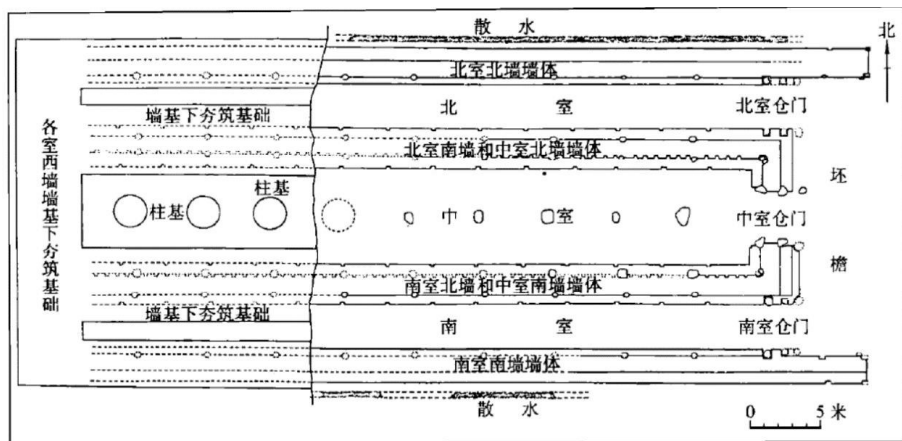 散 水
北
北室北墙墙体
墙基下夯筑基础
北 室
北室仓门
北室南墙和中室北墙墙体
各室西墙墙基下夯筑基础
柱基
柱基
中 室
中室仓门
坯
檐
南室北墙和中室南墙墙体
墙基下夯筑基础
南 室
南室仓门
南室南墙墙体
散 水
0 5 米